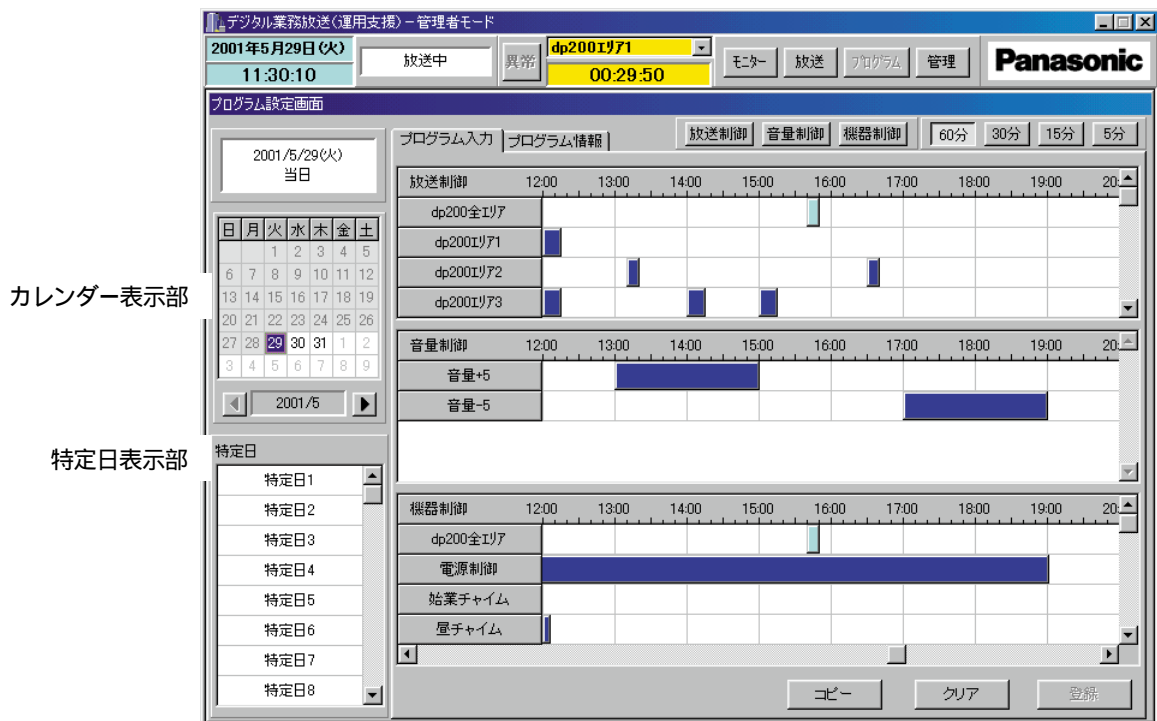 デジタル業務放送(運用支援)－管理者モード
2001年5月29日(火)
11:30:10
放送中
異常
dp200エリア1
00:29:50
モニター 放送 プログラム 管理
Panasonic
プログラム設定画面
2001/5/29(火)
当日
プログラム入力 プログラム情報
放送制御 音量制御 機器制御 60分 30分 15分 5分
カレンダー表示部
日 月 火 水 木 金 土
1 2 3 4 5
6 7 8 9 10 11 12
13 14 15 16 17 18 19
20 21 22 23 24 25 26
27 28 29 30 31 1 2
3 4 5 6 7 8 9
2001/5
特定日表示部
特定日
特定日1
特定日2
特定日3
特定日4
特定日5
特定日6
特定日7
特定日8
放送制御 12:00 13:00 14:00 15:00 16:00 17:00 18:00 19:00 20:
dp200全エリア
dp200エリア1
dp200エリア2
dp200エリア3
音量制御 12:00 13:00 14:00 15:00 16:00 17:00 18:00 19:00 20:
音量+5
音量-5
機器制御 12:00 13:00 14:00 15:00 16:00 17:00 18:00 19:00 20:
dp200全エリア
電源制御
始業チャイム
昼チャイム
コピー クリア 登録